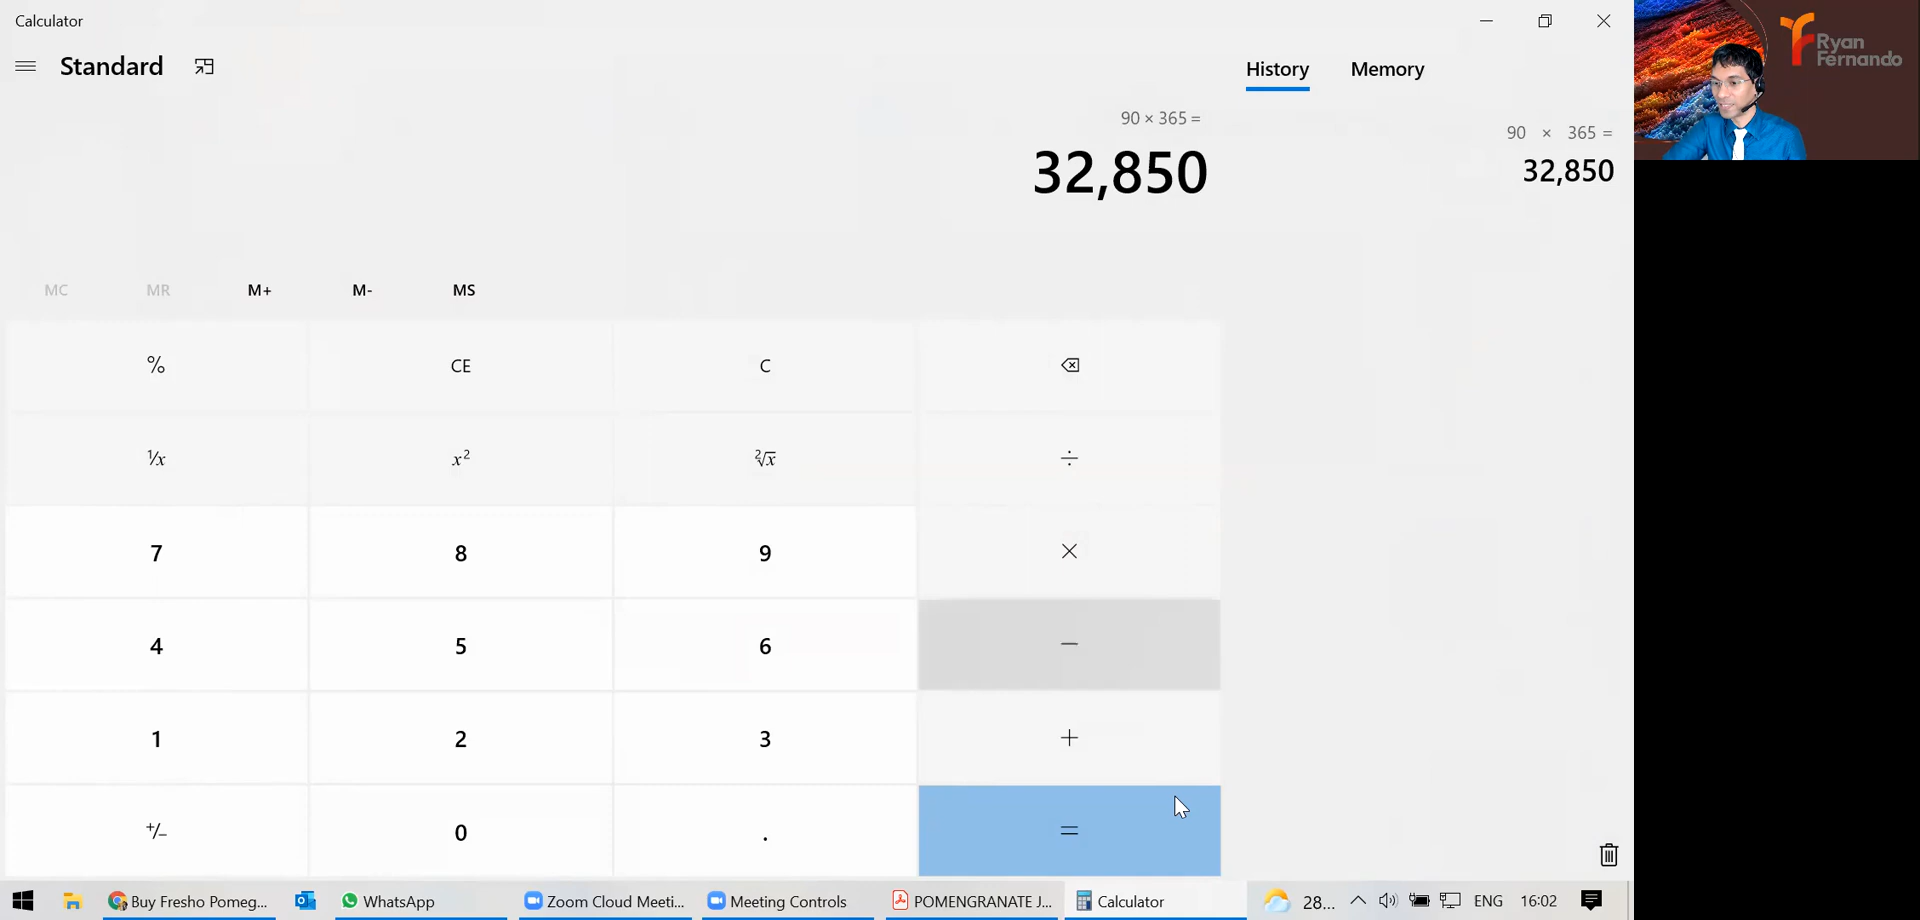 Calculator
Standard
History
Memory
90 × 365 =
32,850
90 × 365 =
32,850
MC
MR
M+
M-
MS
%
CE
C
⌫
¹/x
x²
²√x
÷
7
8
9
×
4
5
6
−
1
2
3
+
+/−
0
.
=
Ryan
Fernando
Buy Fresho Pomeg...
WhatsApp
Zoom Cloud Meeti...
Meeting Controls
POMENGRANATE J...
Calculator
28...
ENG
16:02